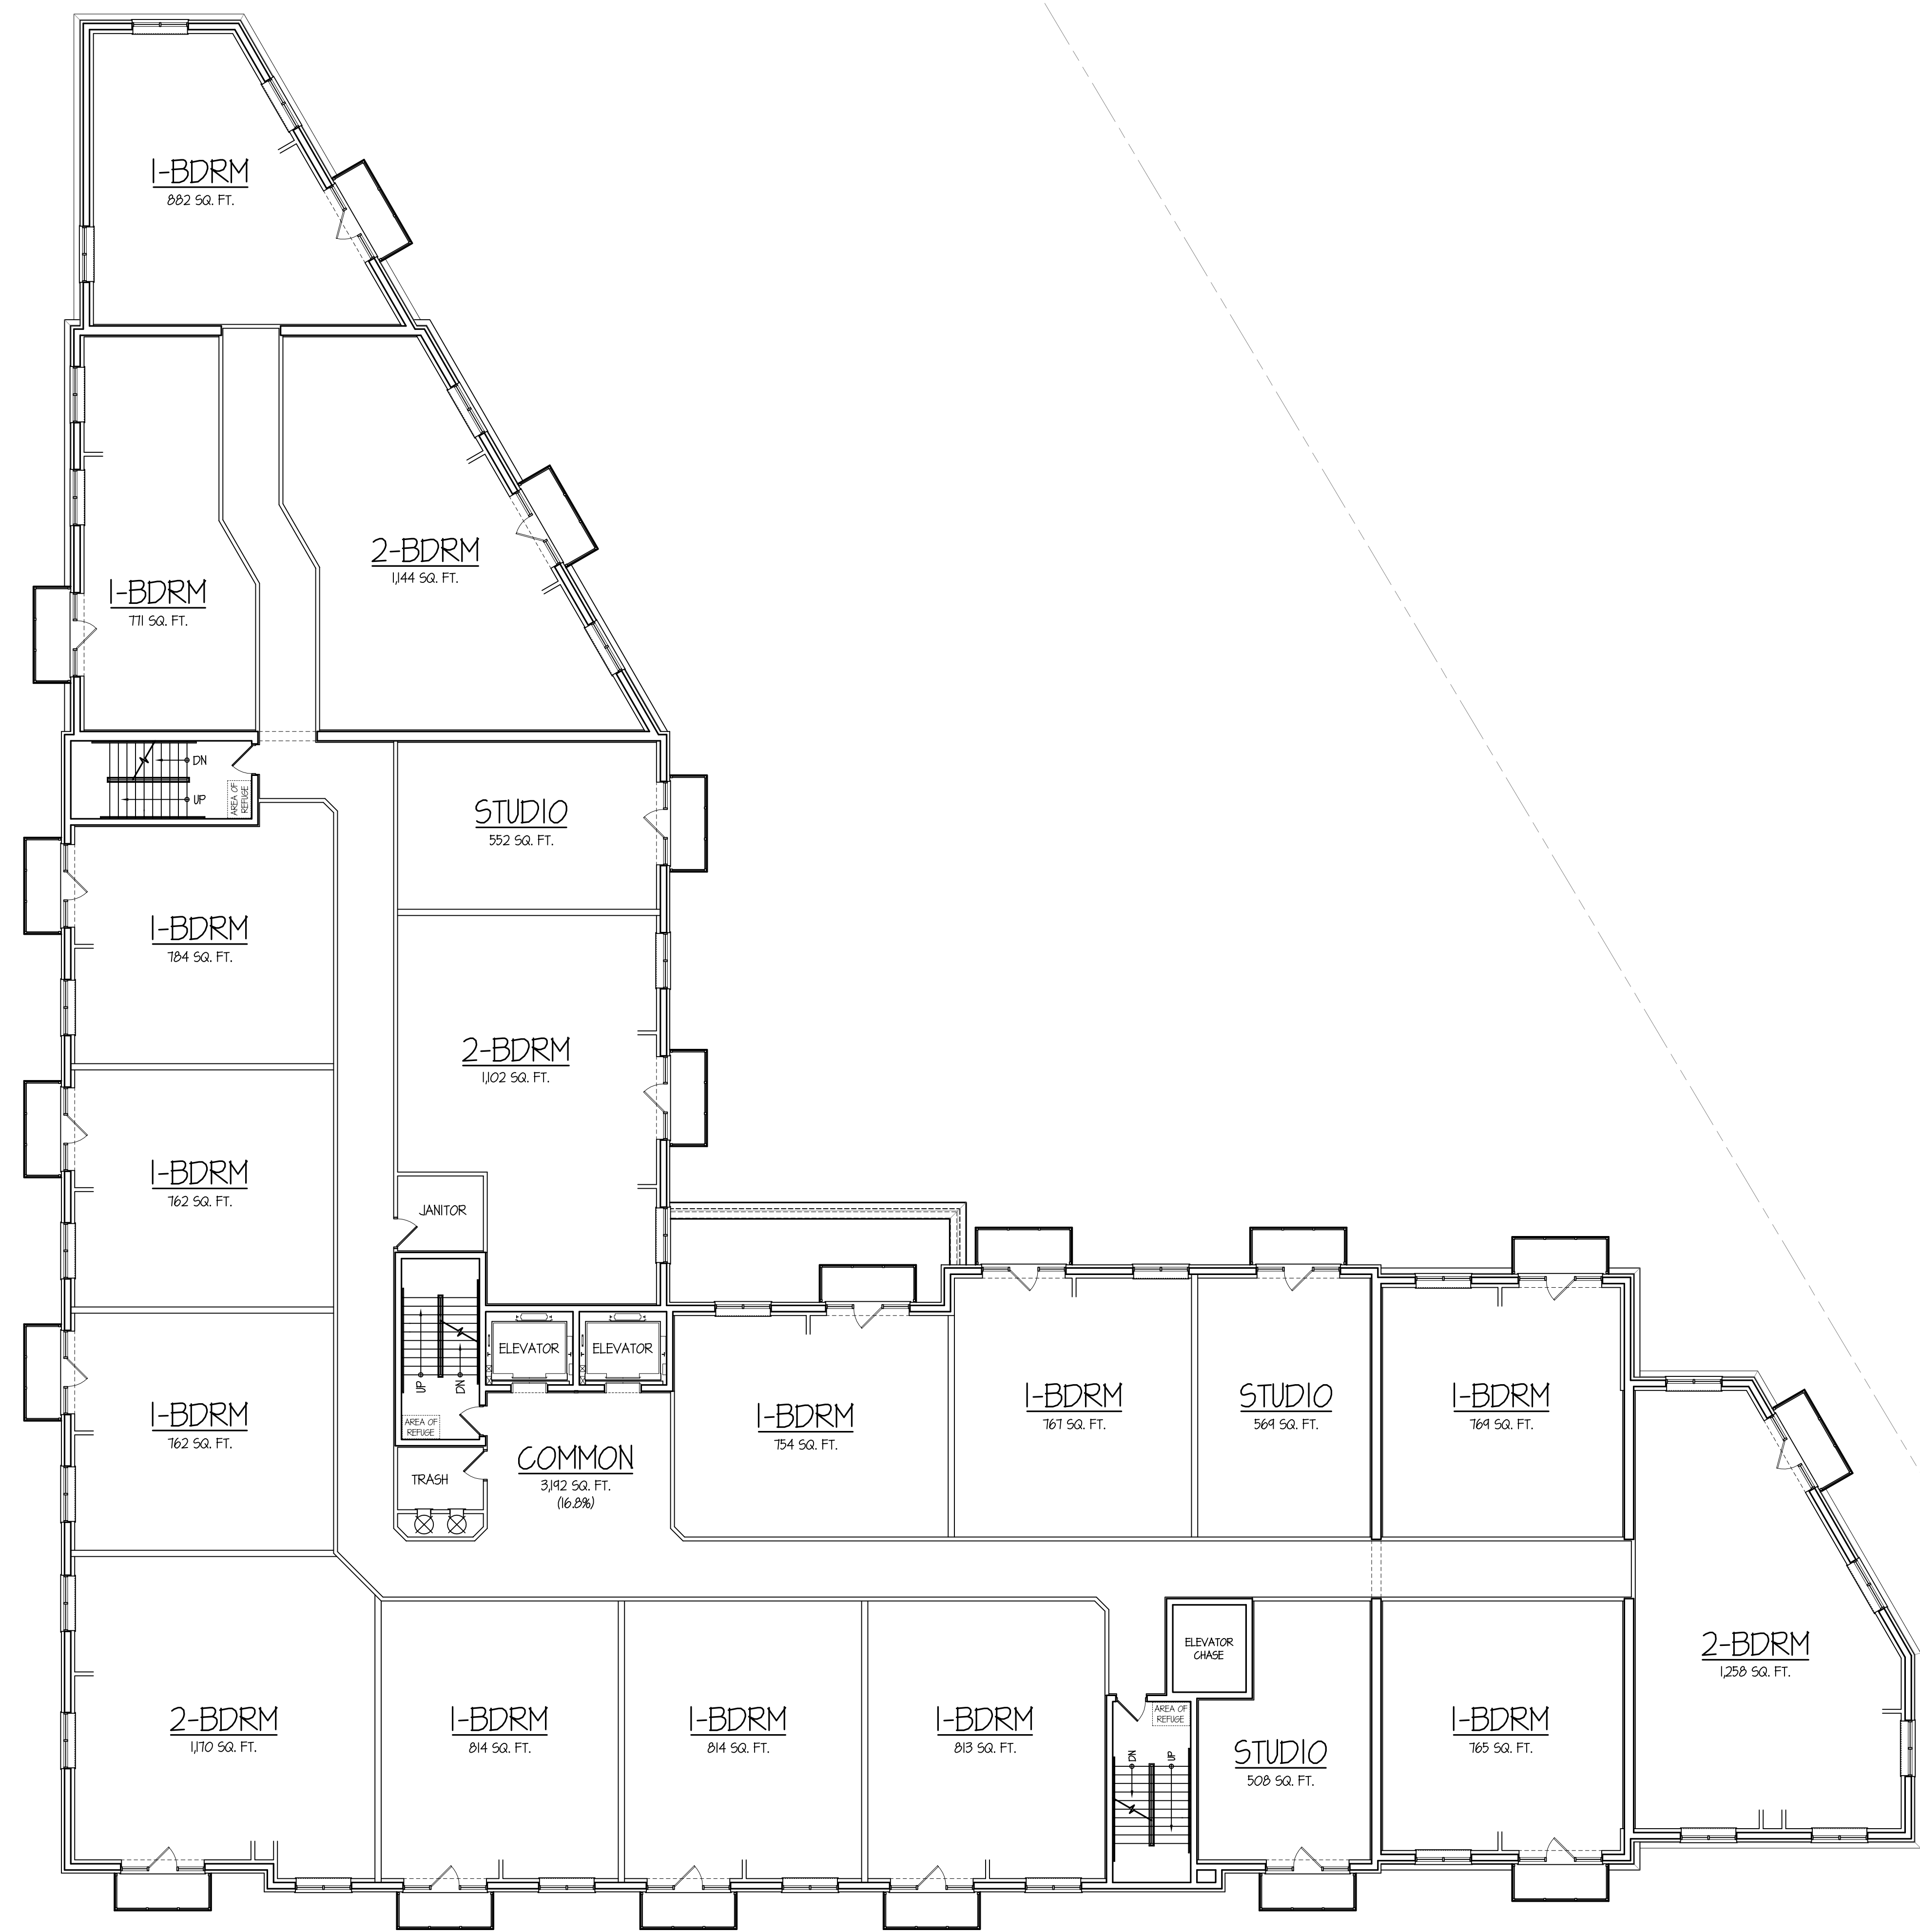 1-BDRM
882 SQ. FT.
2-BDRM
1,144 SQ. FT.
1-BDRM
771 SQ. FT.
DN
UP
AREA OF
REFUGE
STUDIO
552 SQ. FT.
1-BDRM
784 SQ. FT.
2-BDRM
1,102 SQ. FT.
1-BDRM
762 SQ. FT.
JANITOR
ELEVATOR
ELEVATOR
UP
DN
AREA OF
REFUGE
1-BDRM
762 SQ. FT.
TRASH
COMMON
3,192 SQ. FT.
(16.8%)
1-BDRM
754 SQ. FT.
1-BDRM
767 SQ. FT.
STUDIO
569 SQ. FT.
1-BDRM
769 SQ. FT.
ELEVATOR
CHASE
2-BDRM
1,258 SQ. FT.
2-BDRM
1,170 SQ. FT.
1-BDRM
814 SQ. FT.
1-BDRM
814 SQ. FT.
1-BDRM
813 SQ. FT.
AREA OF
REFUGE
DN
UP
STUDIO
508 SQ. FT.
1-BDRM
765 SQ. FT.